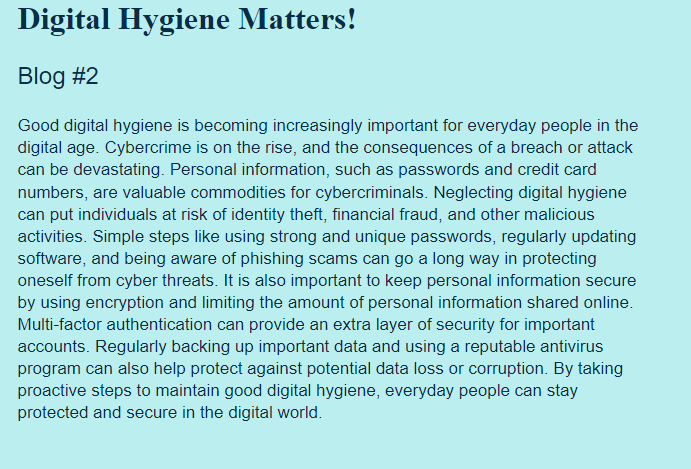 Digital Hygiene Matters!
Blog #2
Good digital hygiene is becoming increasingly important for everyday people in the
digital age. Cybercrime is on the rise, and the consequences of a breach or attack
can be devastating. Personal information, such as passwords and credit card
numbers, are valuable commodities for cybercriminals. Neglecting digital hygiene
can put individuals at risk of identity theft, financial fraud, and other malicious
activities. Simple steps like using strong and unique passwords, regularly updating
software, and being aware of phishing scams can go a long way in protecting
oneself from cyber threats. It is also important to keep personal information secure
by using encryption and limiting the amount of personal information shared online.
Multi-factor authentication can provide an extra layer of security for important
accounts. Regularly backing up important data and using a reputable antivirus
program can also help protect against potential data loss or corruption. By taking
proactive steps to maintain good digital hygiene, everyday people can stay
protected and secure in the digital world.